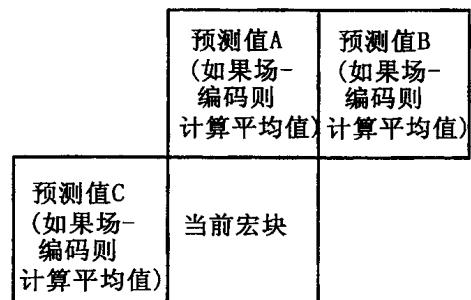 预测值A
(如果场-
编码则
计算平均值)
预测值B
(如果场-
编码则
计算平均值)
预测值C
(如果场-
编码则
计算平均值)
当前宏块